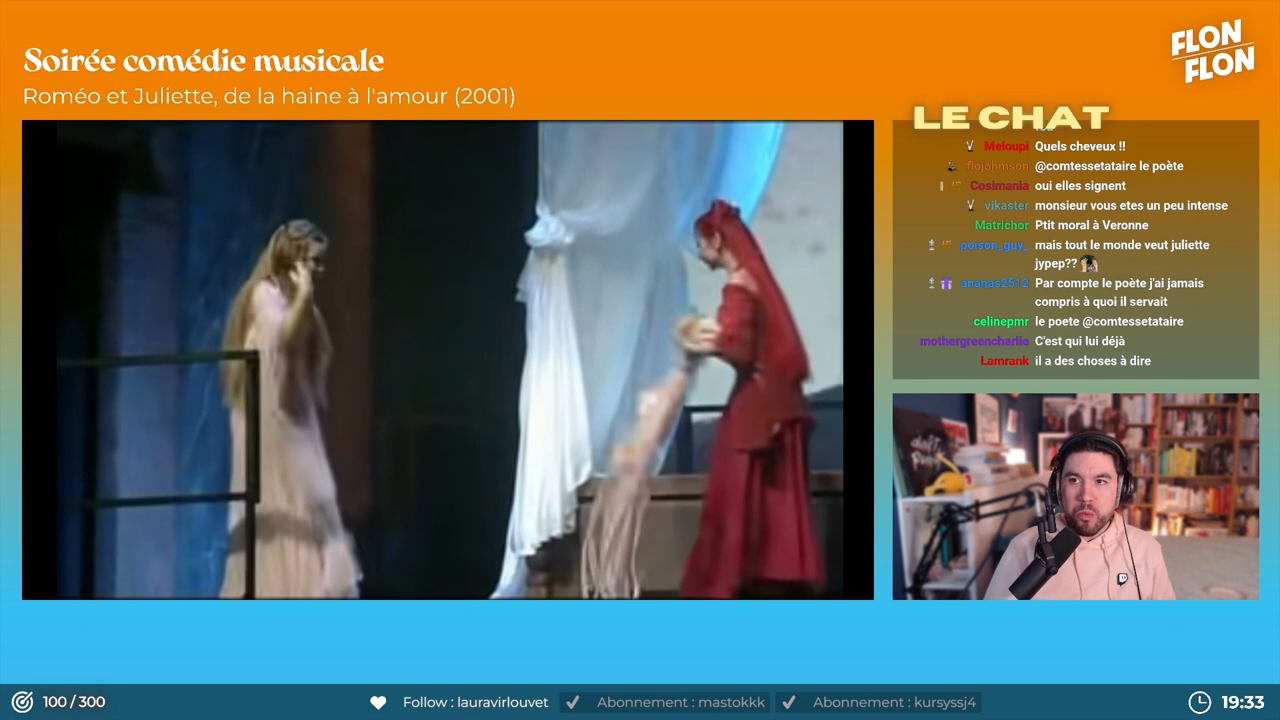 Soirée comédie musicale
Roméo et Juliette, de la haine à l'amour (2001)
FLON
FLON
LE CHAT
Meloupi Quels cheveux !!
flojohmson @comtessetataire le poète
Cosimania oui elles signent
vikaster monsieur vous etes un peu intense
Matrichor Ptit moral à Veronne
poison_guy_ mais tout le monde veut juliette
jypep??
ananas2512 Par compte le poète j'ai jamais
compris à quoi il servait
celinepmr le poete @comtessetataire
mothergreencharlie C'est qui lui déjà
Lamrank il a des choses à dire
100 / 300
Follow : lauravirlouvet
Abonnement : mastokkk
Abonnement : kursyssj4
19:33